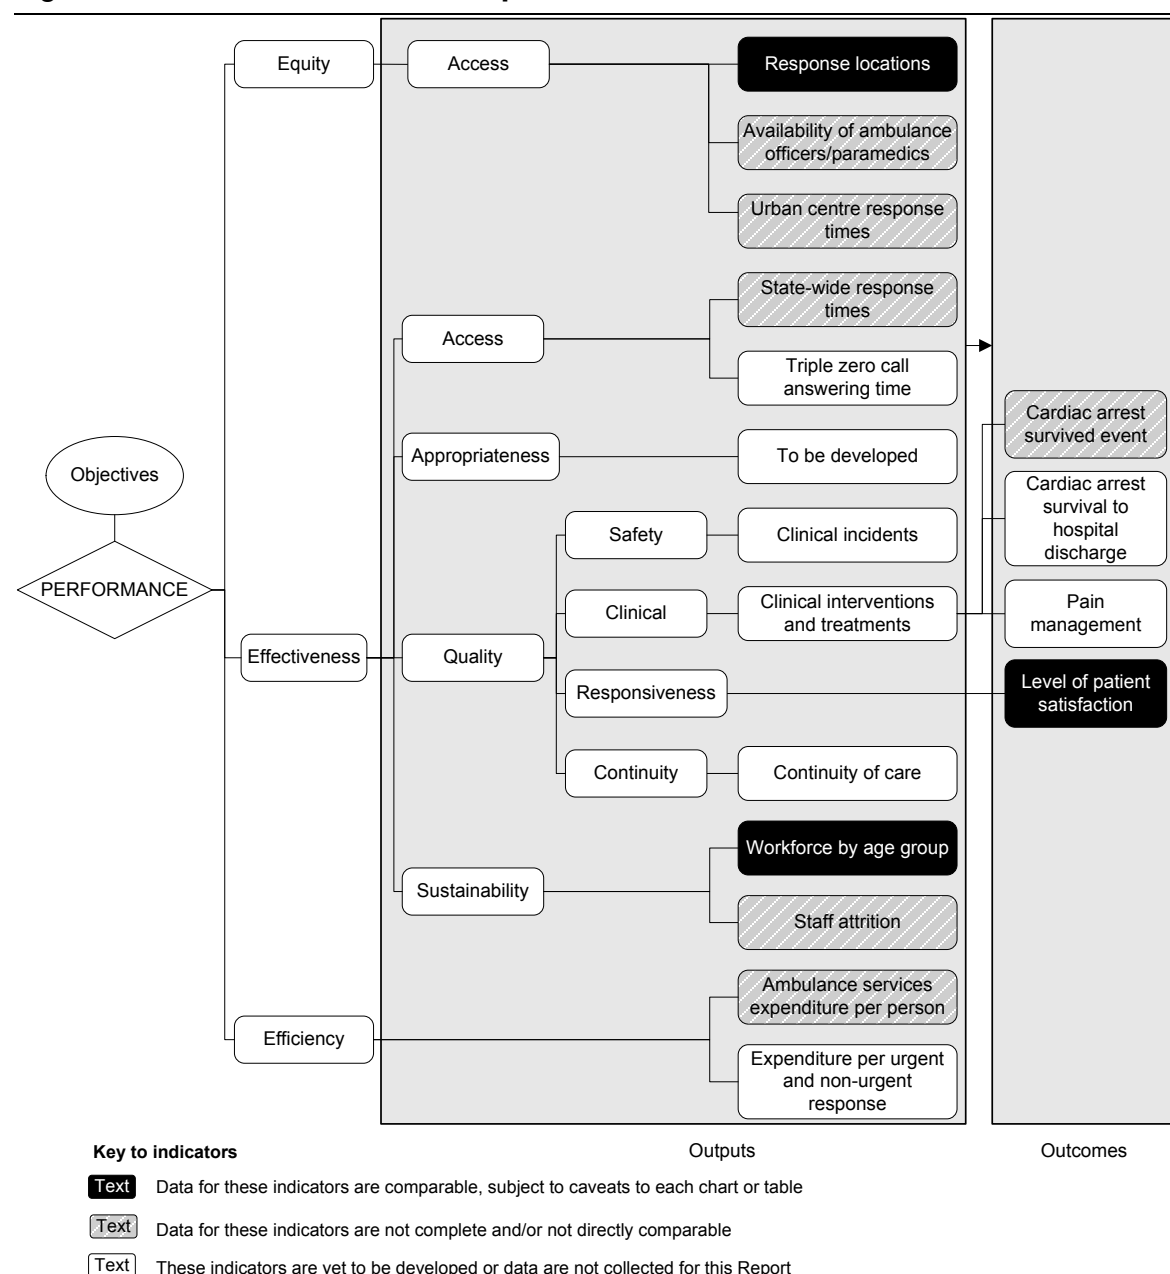 Equity
Access
Response locations
Availability of ambulance
officers/paramedics
Urban centre response
times
State-wide response
times
Access
Triple zero call
answering time
Cardiac arrest
survived event
Appropriateness
To be developed
Objectives
Cardiac arrest
survival to
hospital
discharge
Safety
Clinical incidents
PERFORMANCE
Clinical
Clinical interventions
and treatments
Pain
management
Effectiveness
Quality
Responsiveness
Level of patient
satisfaction
Continuity
Continuity of care
Workforce by age group
Sustainability
Staff attrition
Ambulance services
expenditure per person
Efficiency
Expenditure per urgent
and non-urgent
response
Key to indicators
Outputs
Outcomes
Text Data for these indicators are comparable, subject to caveats to each chart or table
Text Data for these indicators are not complete and/or not directly comparable
Text These indicators are yet to be developed or data are not collected for this Report